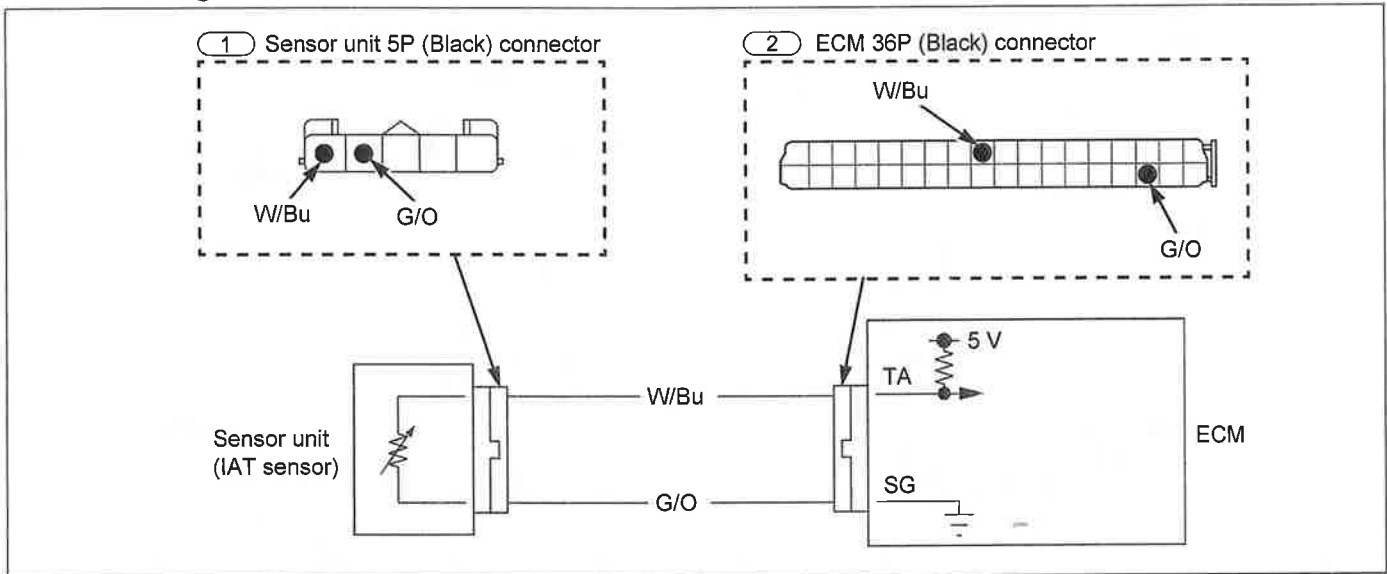 1 Sensor unit 5P (Black) connector
2 ECM 36P (Black) connector
W/Bu
G/O
W/Bu
G/O
5 V
TA
W/Bu
Sensor unit
(IAT sensor)
ECM
SG
G/O